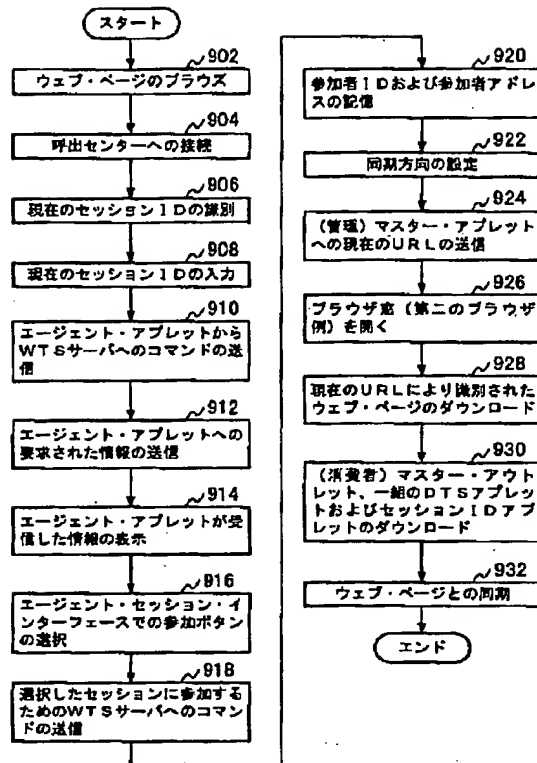 スタート
902
ウェブ・ページのブラウズ
904
呼出センターへの接続
906
現在のセッションIDの識別
908
現在のセッションIDの入力
910
エージェント・アプレットから
WTSサーバへのコマンドの送
信
912
エージェント・アプレットへの
要求された情報の送信
914
エージェント・アプレットが受
信した情報の表示
916
エージェント・セッション・イ
ンターフェースでの参加ボタン
の選択
918
選択したセッションに参加する
ためのWTSサーバへのコマン
ドの送信
920
参加者IDおよび参加者アドレ
スの記憶
922
同期方向の設定
924
(管理)マスター・アプレット
への現在のURLの送信
926
ブラウザ窓(第二のブラウザ
例)を開く
928
現在のURLにより識別された
ウェブ・ページのダウンロード
930
(消費者)マスター・アウト
レット、一組のDTSアプレッ
トおよびセッションIDアプ
レットのダウンロード
932
ウェブ・ページとの同期
エンド